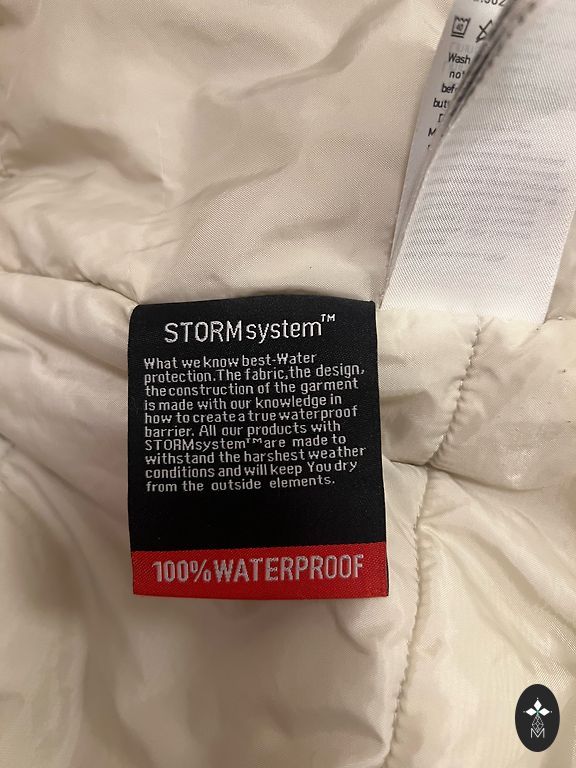 Wash
STORMsystem™
What we know best-Water
protection.The fabric,the design,
the construction of the garment
is made with our knowledge in
how to create a true waterproof
barrier. All our products with
STORMsystem™are made to
withstand the harshest weather
conditions and will keep You dry
from the outside elements.
100%WATERPROOF
M